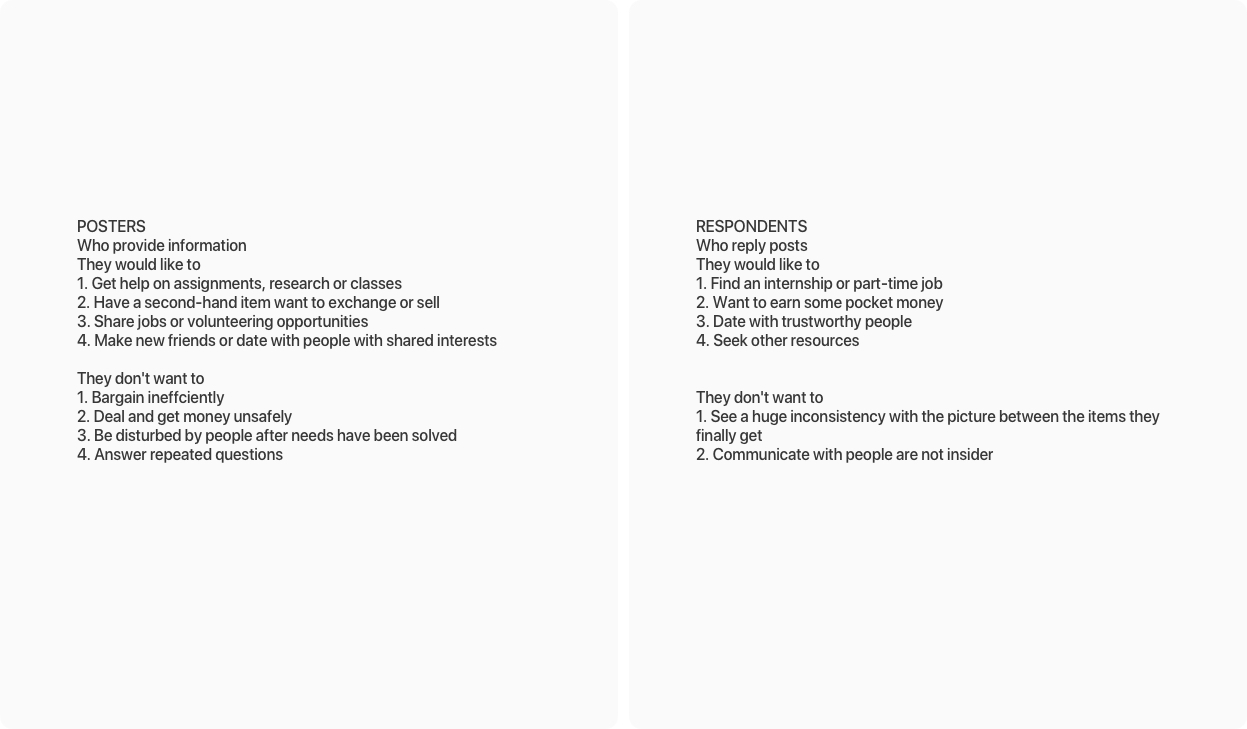 POSTERS
Who provide information
They would like to
1. Get help on assignments, research or classes
2. Have a second-hand item want to exchange or sell
3. Share jobs or volunteering opportunities
4. Make new friends or date with people with shared interests
They don't want to
1. Bargain ineffciently
2. Deal and get money unsafely
3. Be disturbed by people after needs have been solved
4. Answer repeated questions
RESPONDENTS
Who reply posts
They would like to
1. Find an internship or part-time job
2. Want to earn some pocket money
3. Date with trustworthy people
4. Seek other resources
They don't want to
1. See a huge inconsistency with the picture between the items they
finally get
2. Communicate with people are not insider